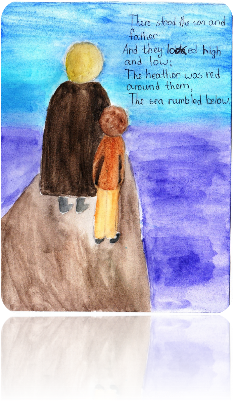 There stood the son and
father
And they looked high
and low;
The heather was red
around them,
The sea rumbled below.